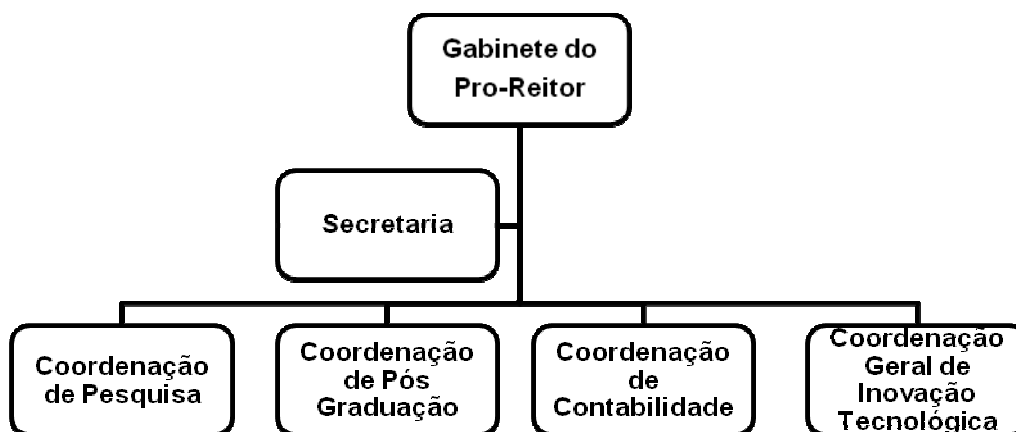 Gabinete do
Pro-Reitor
Secretaria
Coordenação
de Pesquisa
Coordenação
de Pós
Graduação
Coordenação
de
Contabilidade
Coordenação
Geral de
Inovação
Tecnológica